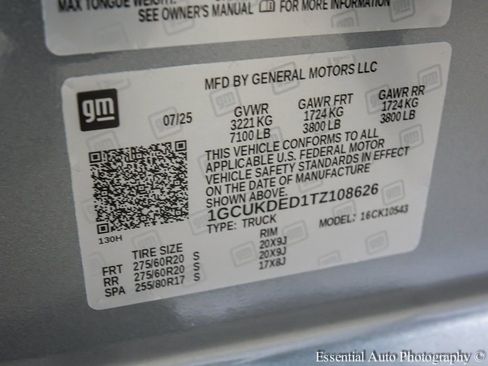 MAX TONGUE WEIGHT:
SEE OWNER'S MANUAL FOR MORE INFORMATION
gm
MFD BY GENERAL MOTORS LLC
07/25 GVWR GAWR FRT GAWR RR
3221 KG 1724 KG 1724 KG
7100 LB 3800 LB 3800 LB
THIS VEHICLE CONFORMS TO ALL
APPLICABLE U.S. FEDERAL MOTOR
VEHICLE SAFETY STANDARDS IN EFFECT
ON THE DATE OF MANUFACTURE
SHOWN ABOVE.
1GCUKDED1TZ108626
TYPE: TRUCK MODEL: 16CK10543
130H
TIRE SIZE RIM
FRT 275/60R20 S 20X9J
RR 275/60R20 S 20X9J
SPA 255/80R17 S 17X8J
Essential Auto Photography ©